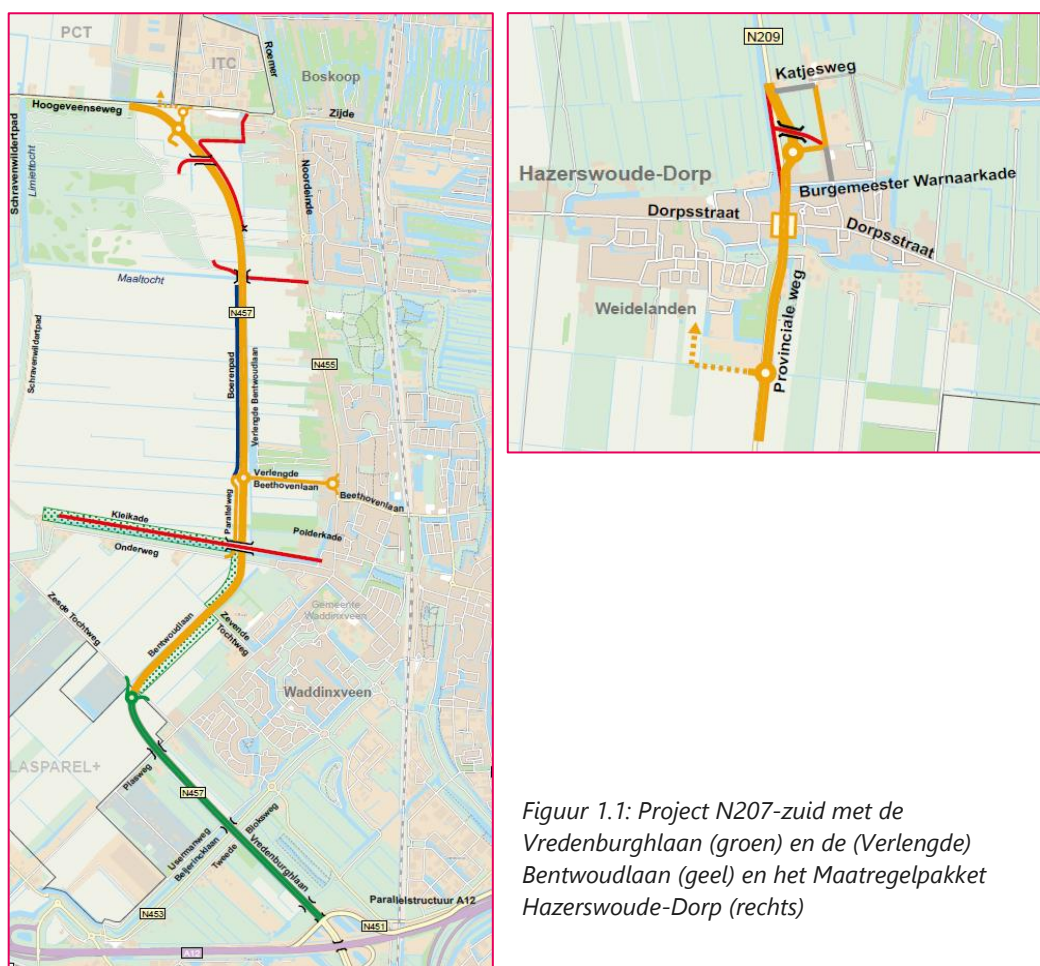 PCT
ITC
Roemer
Boskoop
Hoogeveenseweg
Zijde
Schravenwildertpad
Limiettocht
Noordeinde
Maaltocht
N457
Schravenwildertpad
Boerenpad
Verlengde Bentwoudlaan
N455
Verlengde
Beethovenlaan
Beethovenlaan
Parallelweg
Kleikade
Polderkade
Onderweg
Zesde Tochtweg
Gemeente
Waddinxveen
Bentwoudlaan
Zevende
Tochtweg
Waddinxveen
LASPAREL+
Plasweg
N457
Bloksweg
Tweede
Vredenburghlaan
Beijerincklaan
N453
Parallelstructuur A12
N451
A12
N209
Katjesweg
Hazerswoude-Dorp
Burgemeester Warnaarkade
Dorpsstraat
Dorpsstraat
Weidelanden
Provinciale weg
Figuur 1.1: Project N207-zuid met de
Vredenburghlaan (groen) en de (Verlengde)
Bentwoudlaan (geel) en het Maatregelpakket
Hazerswoude-Dorp (rechts)